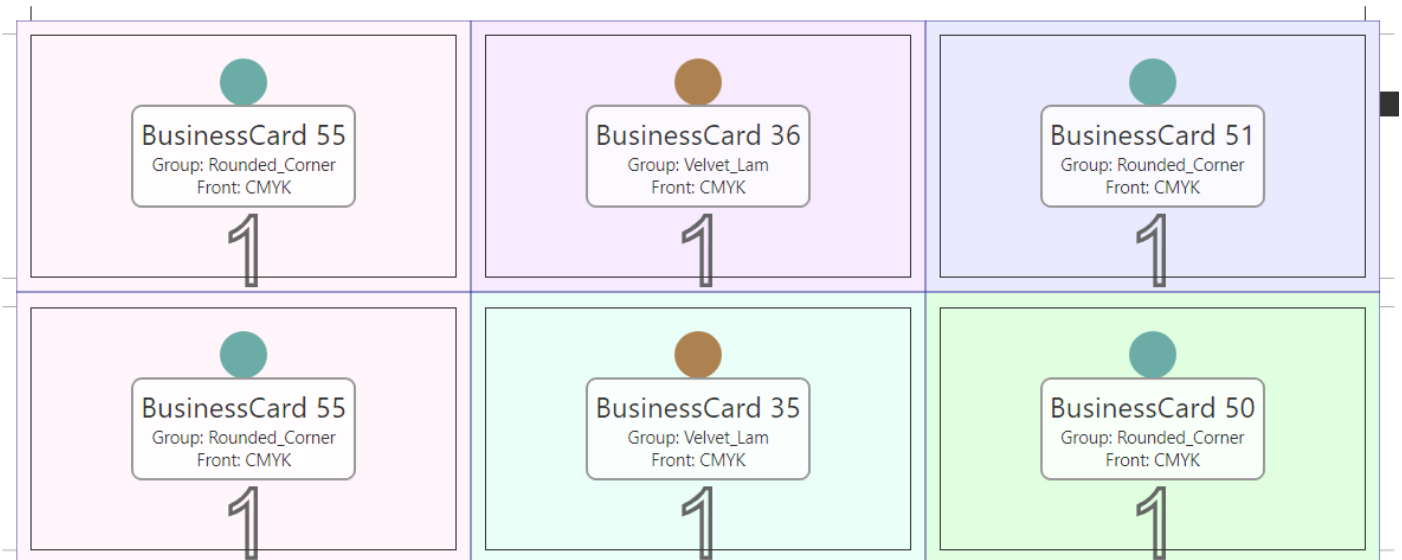 BusinessCard 55
Group: Rounded_Corner
Front: CMYK
1
BusinessCard 36
Group: Velvet_Lam
Front: CMYK
1
BusinessCard 51
Group: Rounded_Corner
Front: CMYK
1
BusinessCard 55
Group: Rounded_Corner
Front: CMYK
1
BusinessCard 35
Group: Velvet_Lam
Front: CMYK
1
BusinessCard 50
Group: Rounded_Corner
Front: CMYK
1